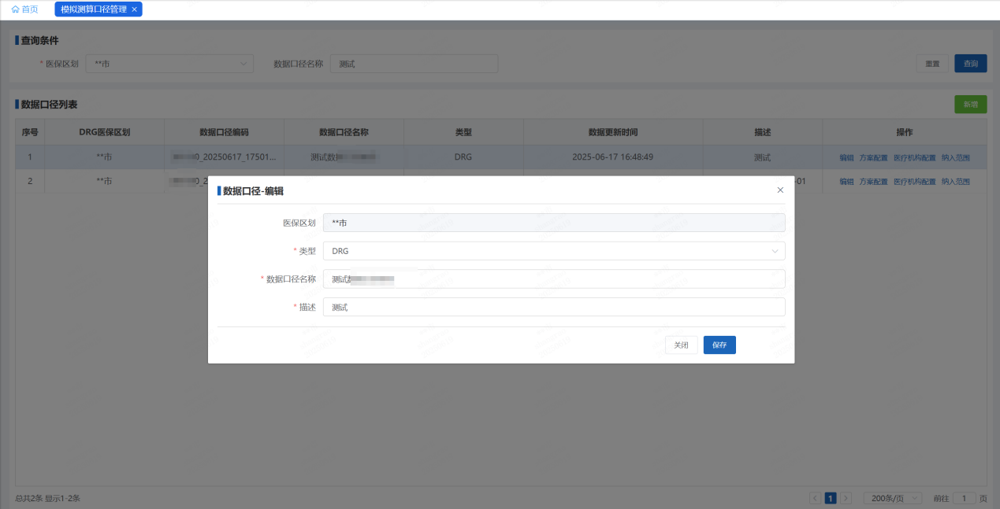 首页 模拟测算口径管理 ×
查询条件
* 医保区划 **市 数据口径名称 测试 重置 查询
数据口径列表 新增
序号 DRG医保区划 数据口径编码 数据口径名称 类型 数据更新时间 描述 操作
1 **市 0_20250617_17501... 测试数 DRG 2025-06-17 16:48:49 测试 编辑 方案配置 医疗机构配置 纳入范围
2 **市 0_2 -01 编辑 方案配置 医疗机构配置 纳入范围
数据口径-编辑
医保区划 **市
* 类型 DRG
* 数据口径名称 测试
* 描述 测试
关闭 保存
总共2条 显示1-2条 1 200条/页 前往 1 页